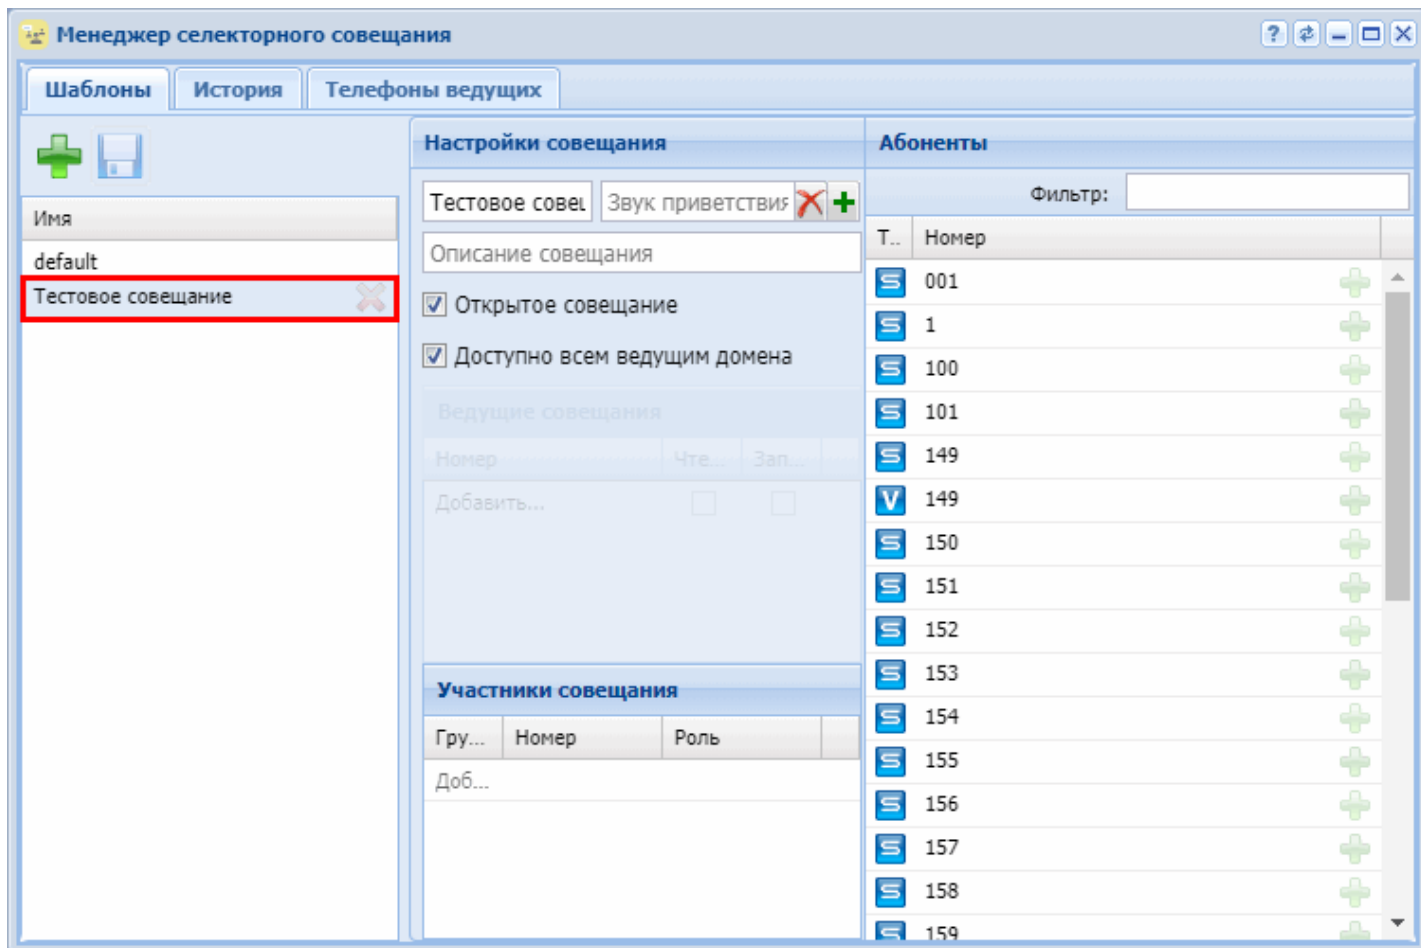 Менеджер селекторного совещания
Шаблоны
История
Телефоны ведущих
Имя
default
Тестовое совещание
Настройки совещания
Тестовое совещ
Звук приветствия
Описание совещания
Открытое совещание
Доступно всем ведущим домена
Ведущие совещания
Номер Чте... Зап...
Добавить...
Участники совещания
Гру... Номер Роль
Доб...
Абоненты
Фильтр:
Т.. Номер
S 001
S 1
S 100
S 101
S 149
V 149
S 150
S 151
S 152
S 153
S 154
S 155
S 156
S 157
S 158
S 159